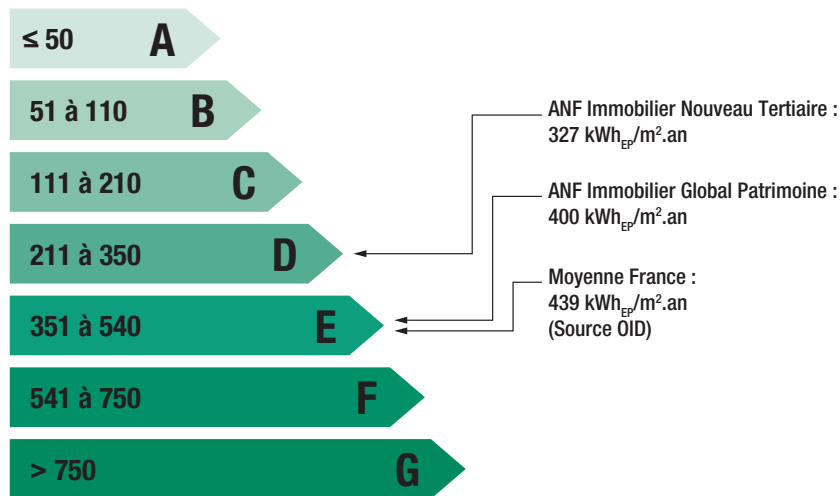 ≤ 50 A
51 à 110 B
111 à 210 C
211 à 350 D
351 à 540 E
541 à 750 F
> 750 G
ANF Immobilier Nouveau Tertiaire :
327 kWhEP/m².an
ANF Immobilier Global Patrimoine :
400 kWhEP/m².an
Moyenne France :
439 kWhEP/m².an
(Source OID)